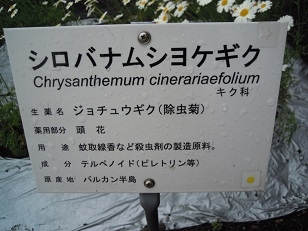 シロバナムシヨケギク
Chrysanthemum cinerariaefolium
キク科
生薬名 ジョチュウギク(除虫菊)
薬用部分 頭花
用途 蚊取線香など殺虫剤の製造原料。
成分 テルペノイド(ピレトリン等)
原産地 バルカン半島